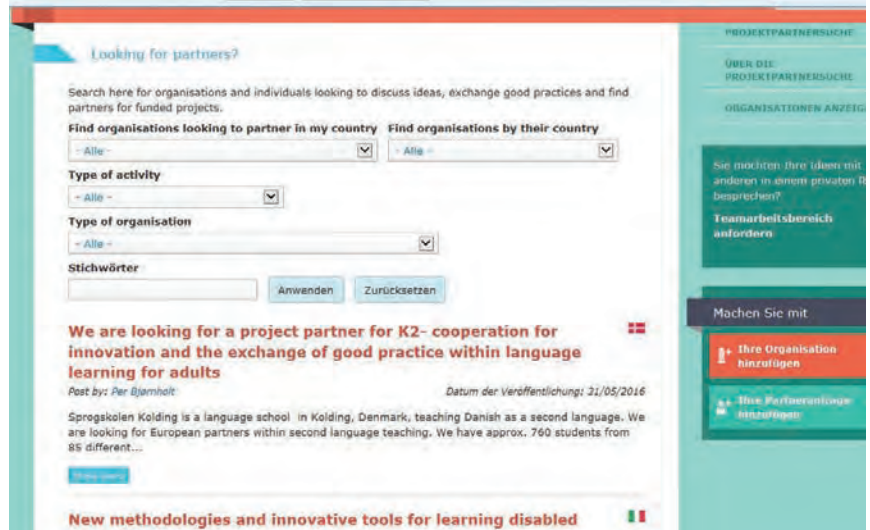 Looking for partners?
Search here for organisations and individuals looking to discuss ideas, exchange good practices and find
partners for funded projects.
Find organisations looking to partner in my country Find organisations by their country
- Alle - - Alle -
Type of activity
- Alle -
Type of organisation
- Alle -
Stichwörter
Anwenden Zurücksetzen
We are looking for a project partner for K2- cooperation for
innovation and the exchange of good practice within language
learning for adults
Post by: Per Bjørnholt Datum der Veröffentlichung: 31/05/2016
Sprogskolen Kolding is a language school in Kolding, Denmark, teaching Danish as a second language. We
are looking for European partners within second language teaching. We have approx. 760 students from
85 different...
New methodologies and innovative tools for learning disabled
PROJEKTPARTNERSUCHE
ÜBER DIE
PROJEKTPARTNERSUCHE
ORGANISATIONEN ANZEIG
Sie möchten Ihre Ideen mit
anderen in einem privaten R
besprechen?
Teamarbeitsbereich
anfordern
Machen Sie mit
Ihre Organisation
hinzufügen
Ihre Partneranfrage
hinzufügen